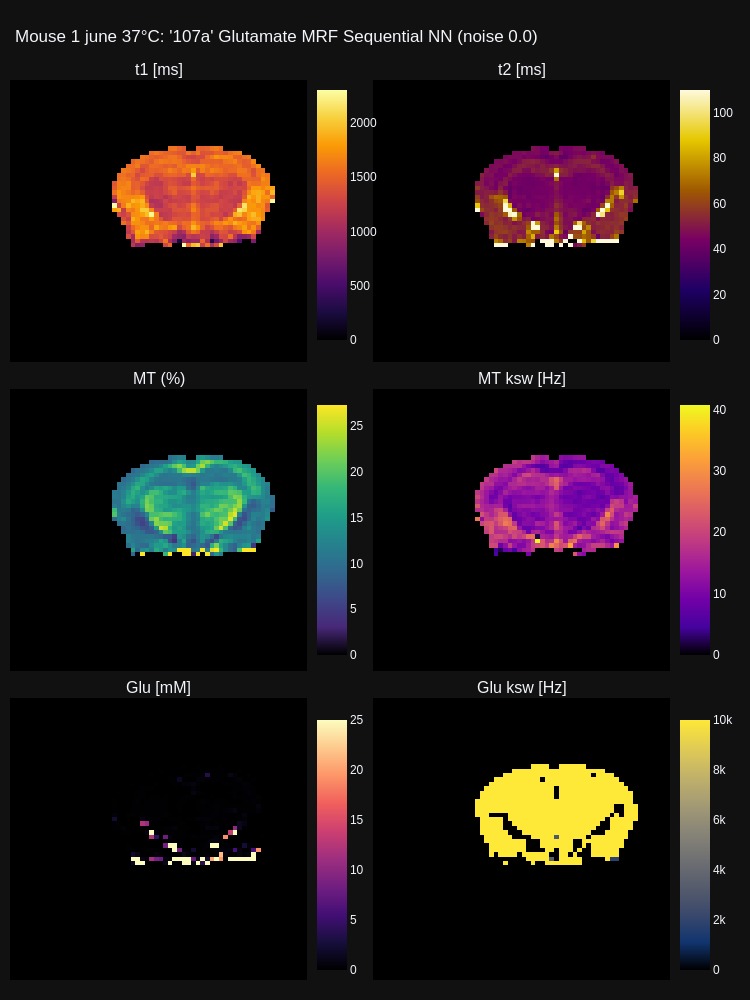 Mouse 1 june 37°C: '107a' Glutamate MRF Sequential NN (noise 0.0)
t1 [ms]
t2 [ms]
2000
1500
1000
500
0
100
80
60
40
20
0
MT (%)
MT ksw [Hz]
25
20
15
10
5
0
40
30
20
10
0
Glu [mM]
Glu ksw [Hz]
25
20
15
10
5
0
10k
8k
6k
4k
2k
0